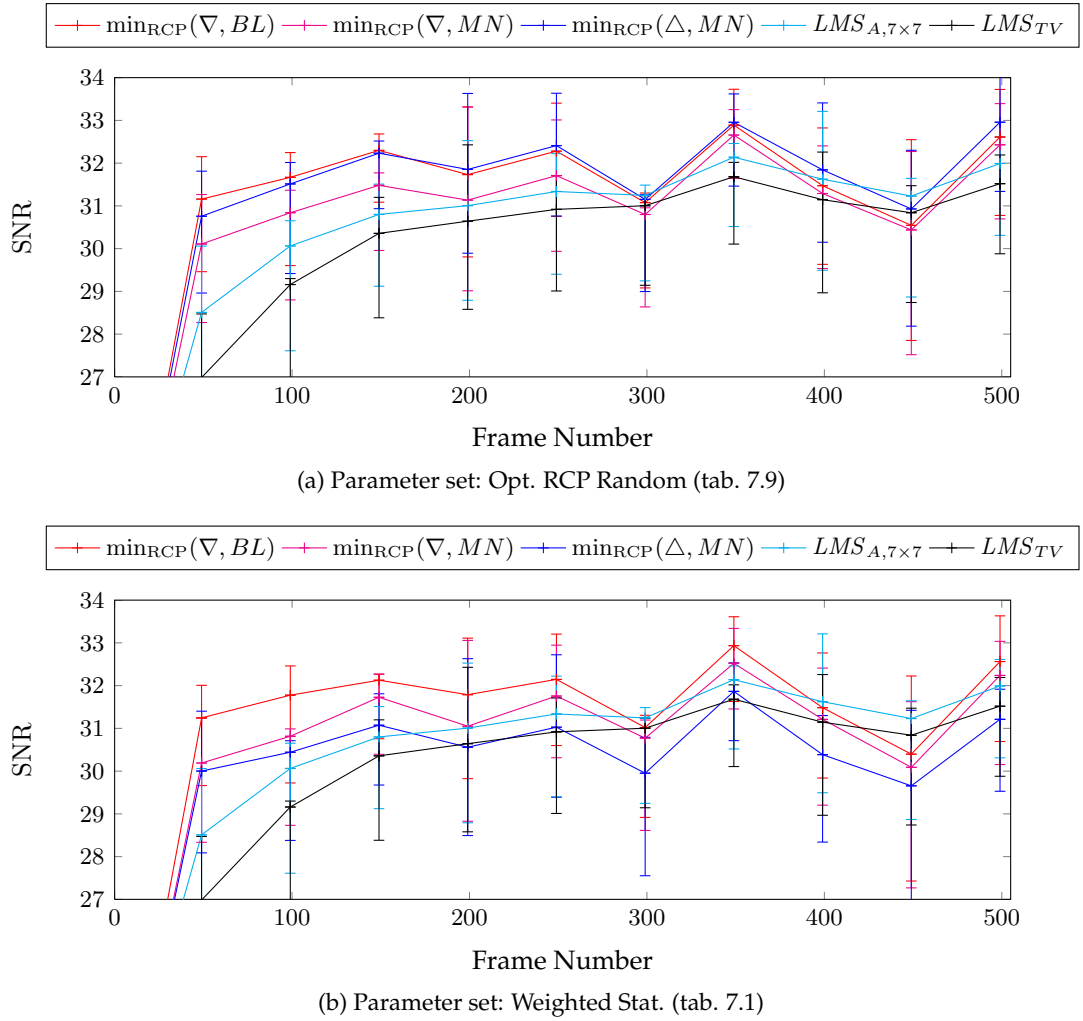 min_RCP(∇, BL) min_RCP(∇, MN) min_RCP(△, MN) LMS_A,7×7 LMS_TV
34
33
32
31
30
29
28
27
SNR
0 100 200 300 400 500
Frame Number
(a) Parameter set: Opt. RCP Random (tab. 7.9)
min_RCP(∇, BL) min_RCP(∇, MN) min_RCP(△, MN) LMS_A,7×7 LMS_TV
34
33
32
31
30
29
28
27
SNR
0 100 200 300 400 500
Frame Number
(b) Parameter set: Weighted Stat. (tab. 7.1)